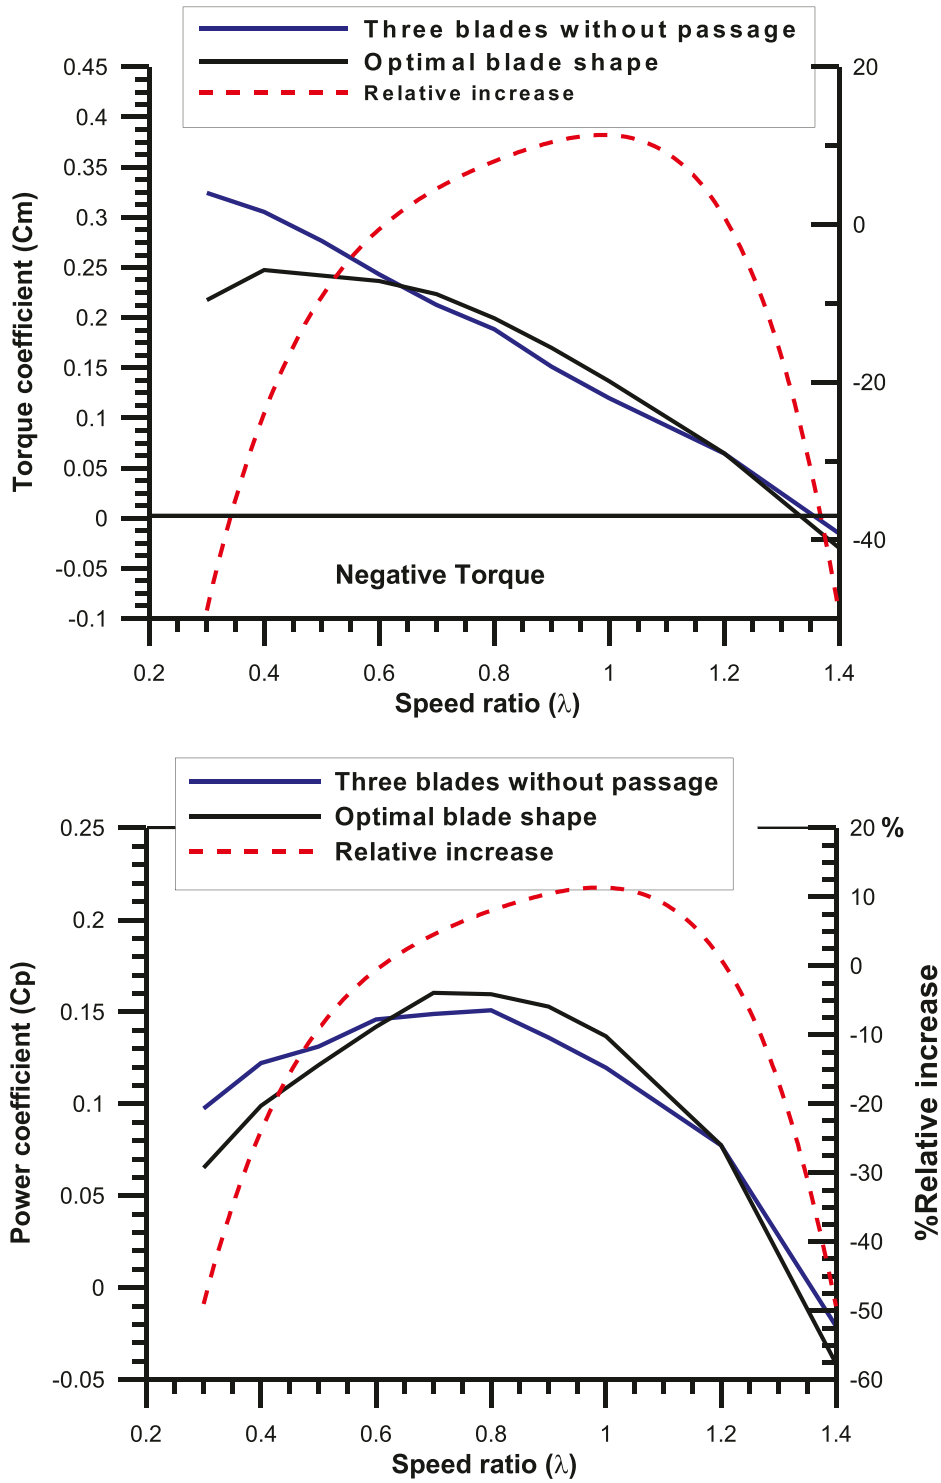 Three blades without passage
Optimal blade shape
Relative increase
0.45
0.4
0.35
0.3
0.25
0.2
0.15
0.1
0.05
0
-0.05
-0.1
Torque coefficient (Cm)
20
0
-20
-40
Negative Torque
0.2 0.4 0.6 0.8 1 1.2 1.4
Speed ratio (λ)
Three blades without passage
Optimal blade shape
Relative increase
0.25
0.2
0.15
0.1
0.05
0
-0.05
Power coefficient (Cp)
20 %
10
0
-10
-20
-30
-40
-50
-60
%Relative increase
0.2 0.4 0.6 0.8 1 1.2 1.4
Speed ratio (λ)